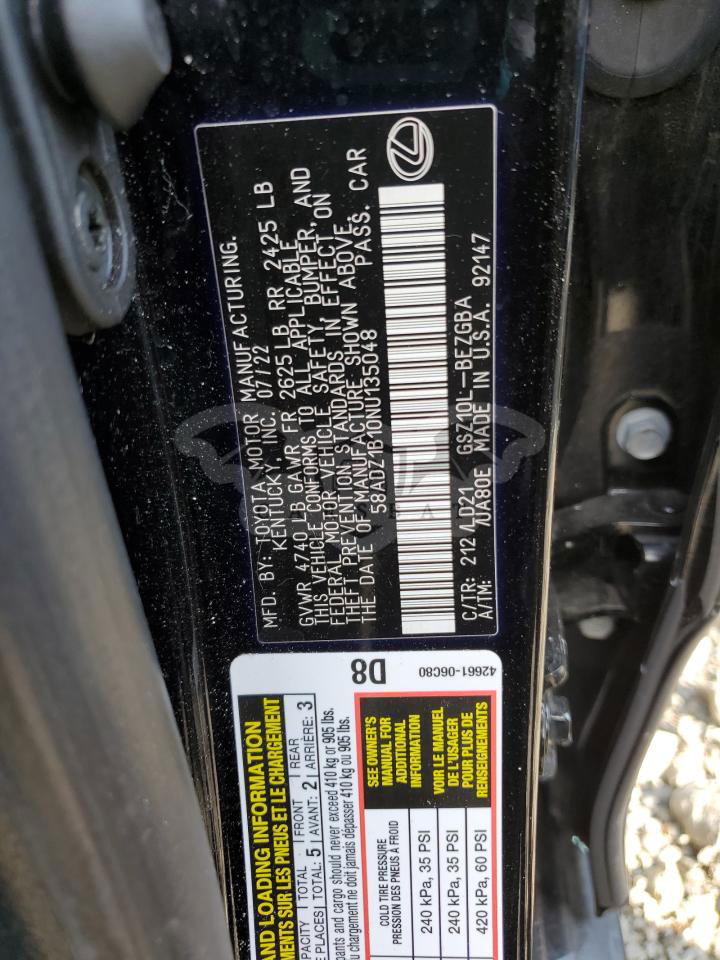 MFD. BY: TOYOTA MOTOR MANUFACTURING.
KENTUCKY, INC. 07/22
GVWR 4740 LB GAWR FR 2625 LB RR 2425 LB
THIS VEHICLE CONFORMS TO ALL APPLICABLE
FEDERAL MOTOR VEHICLE SAFETY, BUMPER, AND
THEFT PREVENTION STANDARDS IN EFFECT ON
THE DATE OF MANUFACTURE SHOWN ABOVE.
58ADZ1B10NU135048 PASS. CAR
C/TR: 212 LD21 GSZ10L-BEZGBA
A/TM: /UA80E MADE IN U.S.A. 92147
AND LOADING INFORMATION
SUR LES PNEUS ET LE CHARGEMENT
TOTAL FRONT REAR
PLACES TOTAL: 5 AVANT: 2 ARRIÈRE: 3
and cargo should never exceed 410 kg or 905 lbs.
chargement ne doit jamais dépasser 410 kg ou 905 lbs.
D8
42661-06C80
COLD TIRE PRESSURE
PRESSION DES PNEUS À FROID
240 kPa, 35 PSI
240 kPa, 35 PSI
420 kPa, 60 PSI
SEE OWNER'S
MANUAL FOR
ADDITIONAL
INFORMATION
VOIR LE MANUEL
DE L'USAGER
POUR PLUS DE
RENSEIGNEMENTS